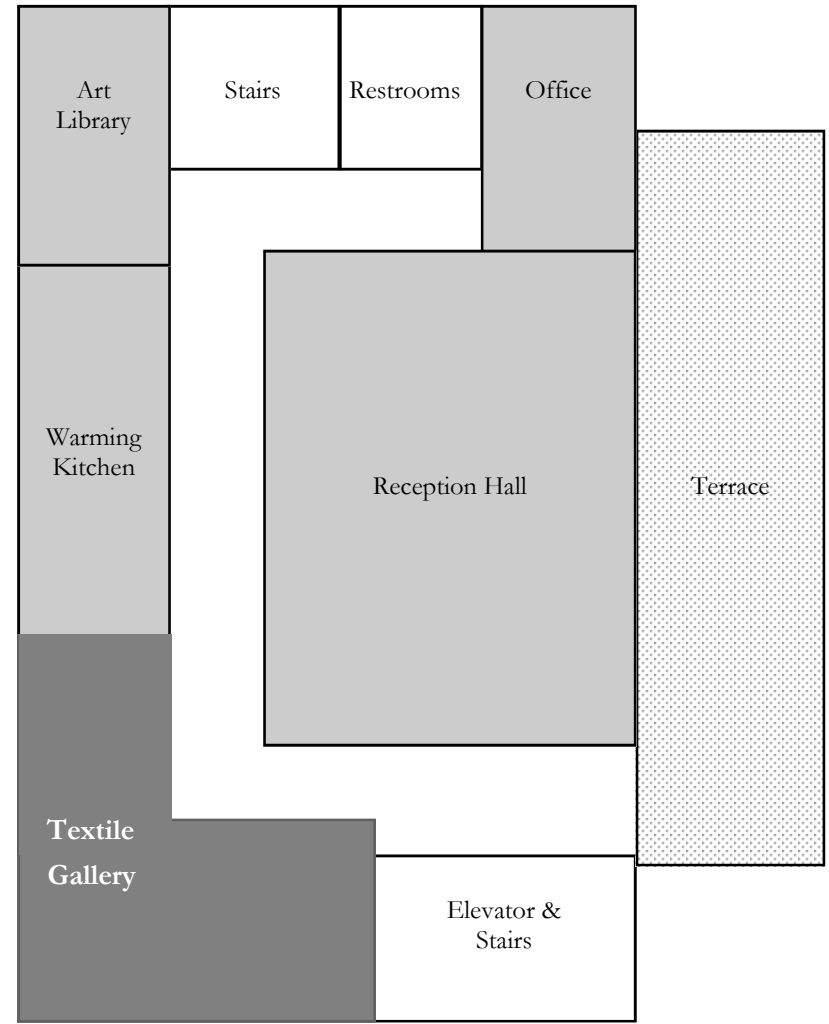 Art
Library
Stairs
Restrooms
Office
Warming
Kitchen
Reception Hall
Terrace
Textile
Gallery
Elevator &
Stairs